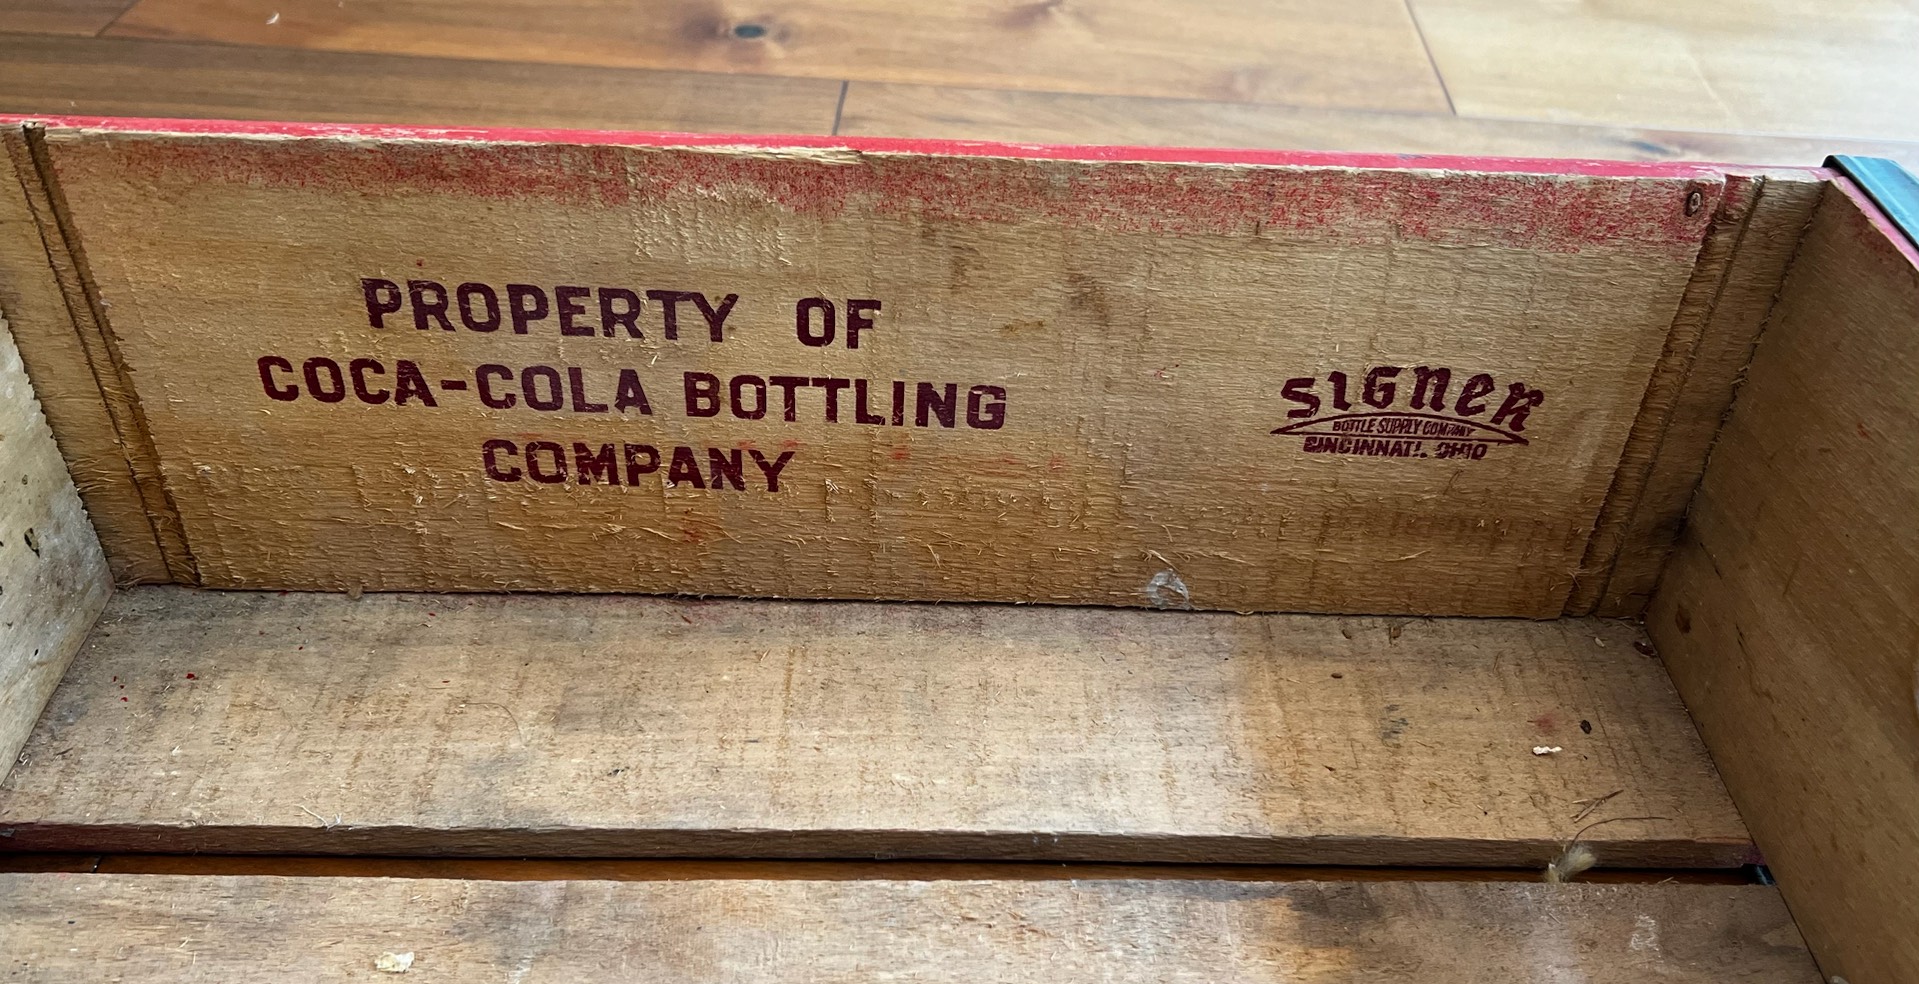 PROPERTY OF
COCA-COLA BOTTLING
COMPANY
SIGNER
BOTTLE SUPPLY COMPANY
CINCINNATI. OHIO